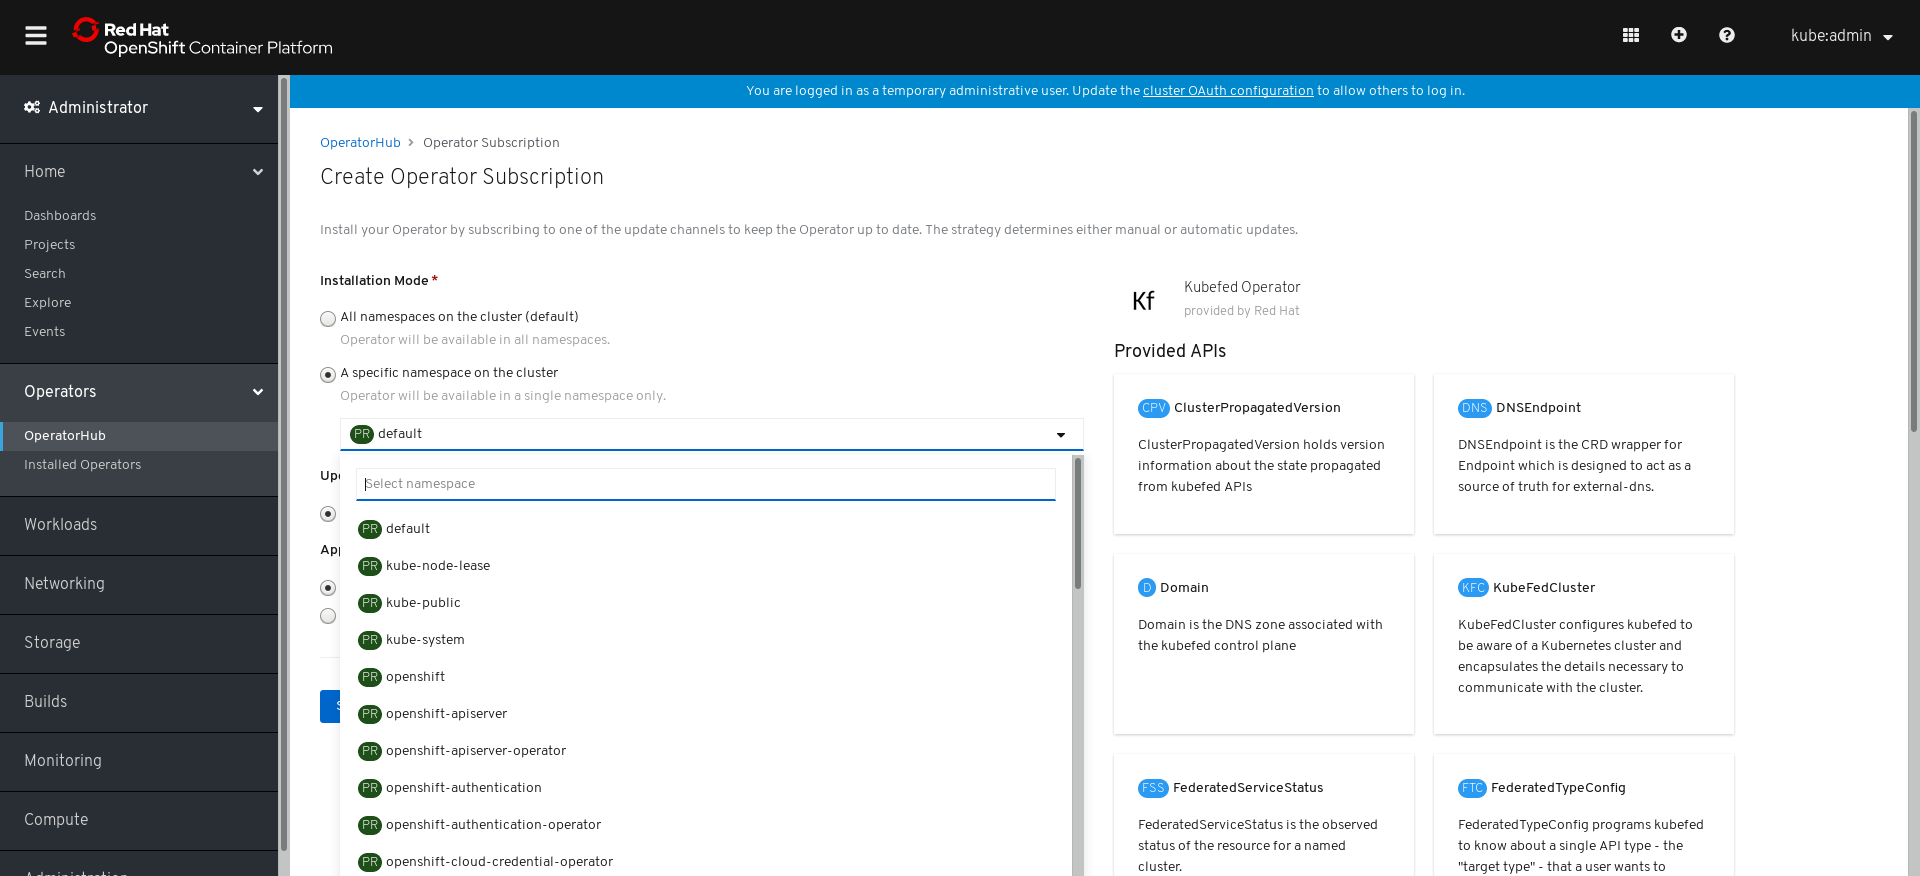 Red Hat
OpenShift Container Platform
kube:admin
Administrator
Home
Dashboards
Projects
Search
Explore
Events
Operators
OperatorHub
Installed Operators
Workloads
Networking
Storage
Builds
Monitoring
Compute
You are logged in as a temporary administrative user. Update the cluster OAuth configuration to allow others to log in.
OperatorHub > Operator Subscription
Create Operator Subscription
Install your Operator by subscribing to one of the update channels to keep the Operator up to date. The strategy determines either manual or automatic updates.
Installation Mode *
All namespaces on the cluster (default)
Operator will be available in all namespaces.
A specific namespace on the cluster
Operator will be available in a single namespace only.
PR default
Select namespace
PR default
PR kube-node-lease
PR kube-public
PR kube-system
PR openshift
PR openshift-apiserver
PR openshift-apiserver-operator
PR openshift-authentication
PR openshift-authentication-operator
PR openshift-cloud-credential-operator
Kf
Kubefed Operator
provided by Red Hat
Provided APIs
CPV ClusterPropagatedVersion
ClusterPropagatedVersion holds version
information about the state propagated
from kubefed APIs
DNS DNSEndpoint
DNSEndpoint is the CRD wrapper for
Endpoint which is designed to act as a
source of truth for external-dns.
D Domain
Domain is the DNS zone associated with
the kubefed control plane
KFC KubeFedCluster
KubeFedCluster configures kubefed to
be aware of a Kubernetes cluster and
encapsulates the details necessary to
communicate with the cluster.
FSS FederatedServiceStatus
FederatedServiceStatus is the observed
status of the resource for a named
cluster.
FTC FederatedTypeConfig
FederatedTypeConfig programs kubefed
to know about a single API type - the
"target type" - that a user wants to